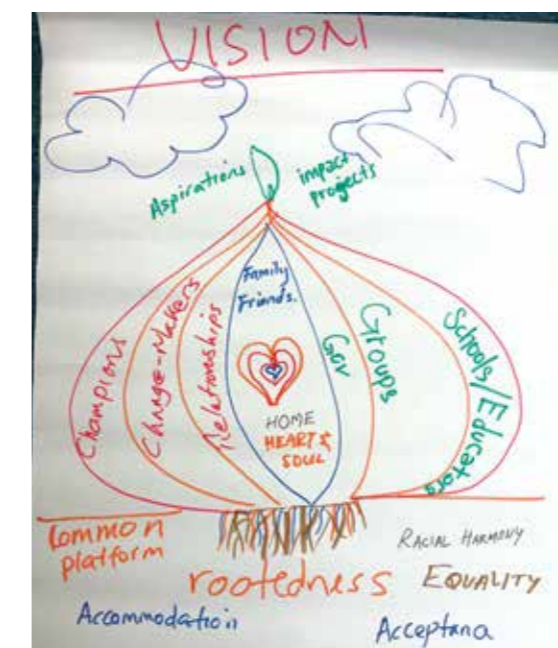 VISION
Aspirations
impact
projects
Family
Friends.
Champions
Change-Makers
Relationships
Gov
Groups
Schools/Educators
HOME
HEART &
SOUL
Common
platform
rootedness
RACIAL HARMONY
EQUALITY
Accommodation
Acceptana